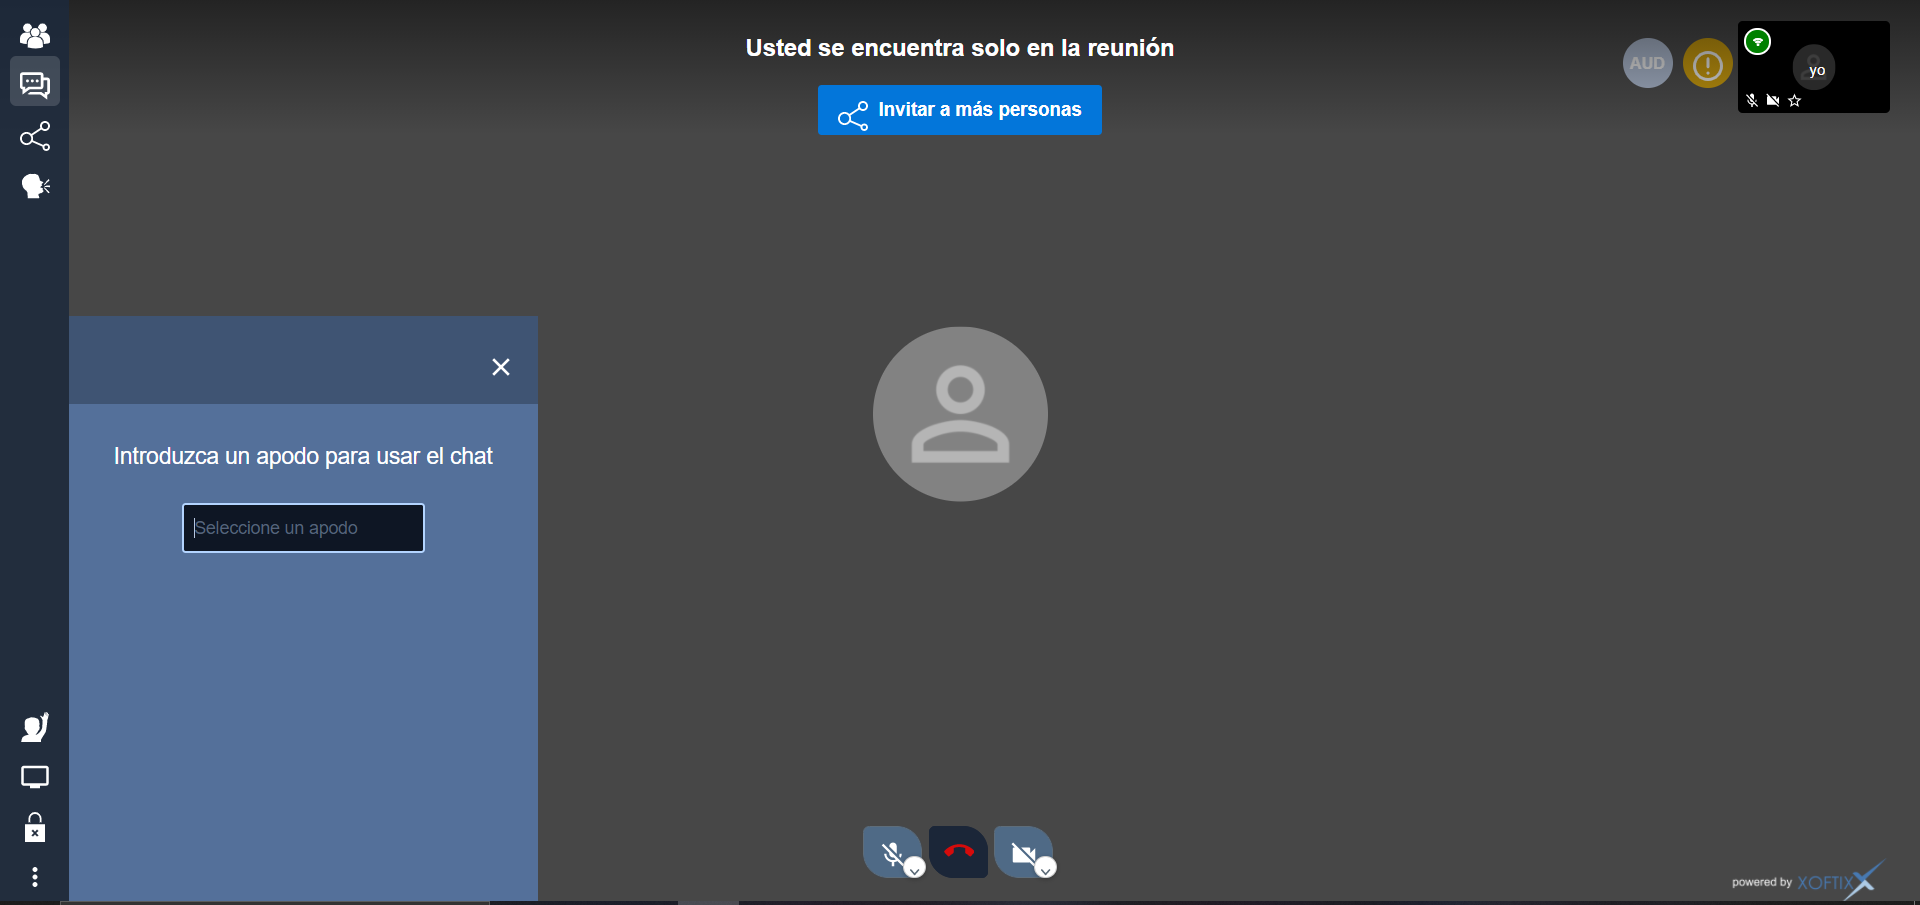 Usted se encuentra solo en la reunión
Invitar a más personas
AUD
yo
Introduzca un apodo para usar el chat
Seleccione un apodo
powered by XOFTIX